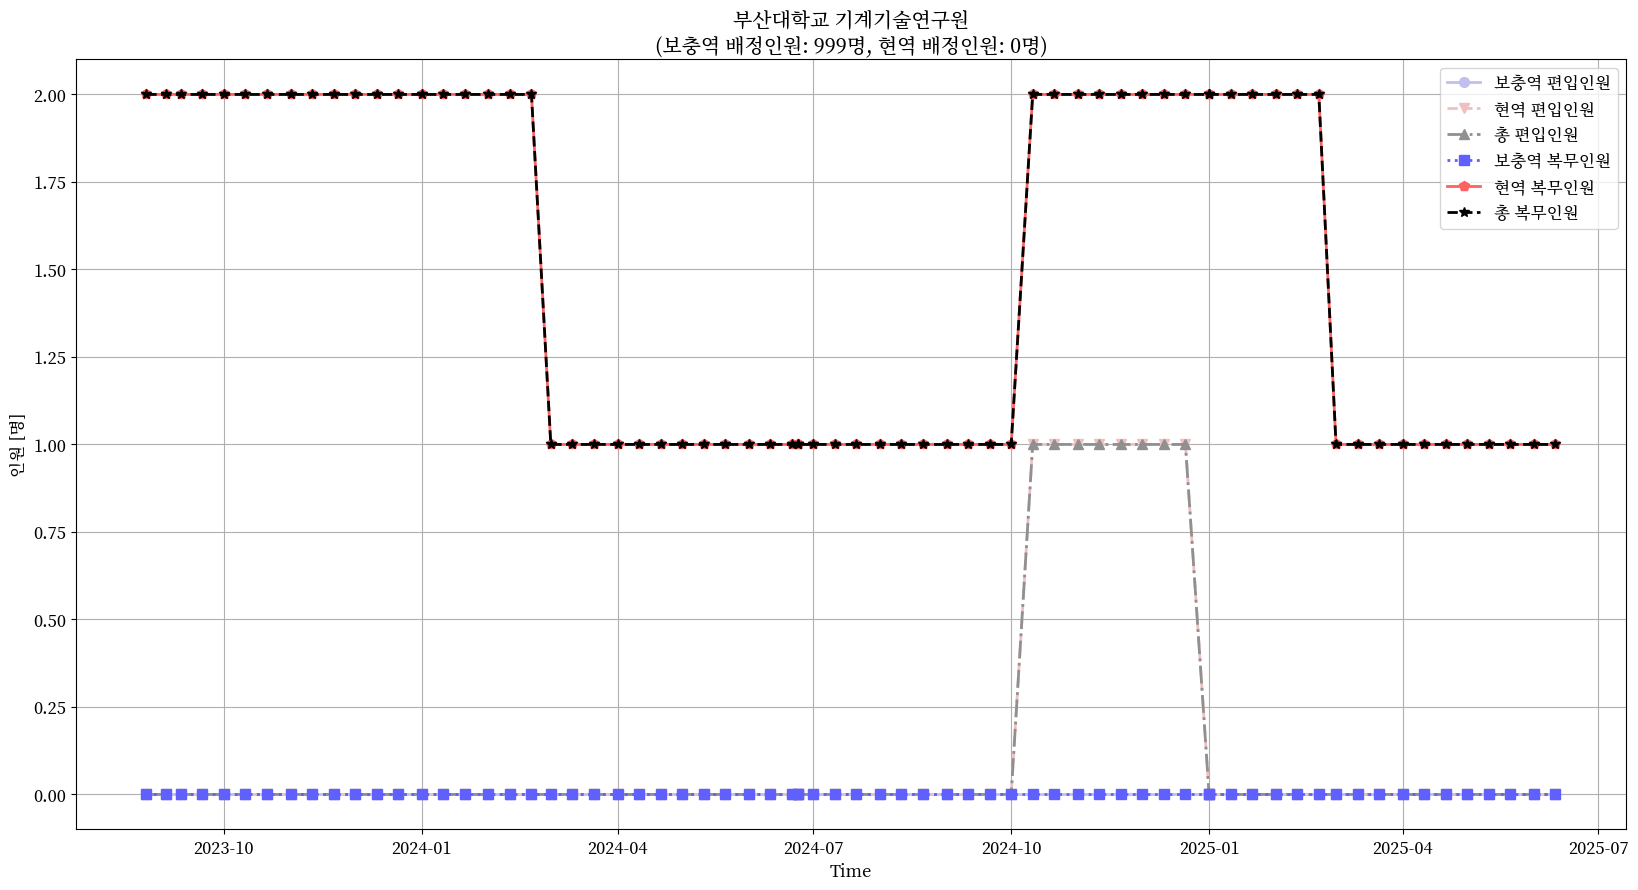 부산대학교 기계기술연구원
(보충역 배정인원: 999명, 현역 배정인원: 0명)
보충역 편입인원
현역 편입인원
총 편입인원
보충역 복무인원
현역 복무인원
총 복무인원
인원 [명]
2.00
1.75
1.50
1.25
1.00
0.75
0.50
0.25
0.00
2023-10
2024-01
2024-04
2024-07
2024-10
2025-01
2025-04
2025-07
Time